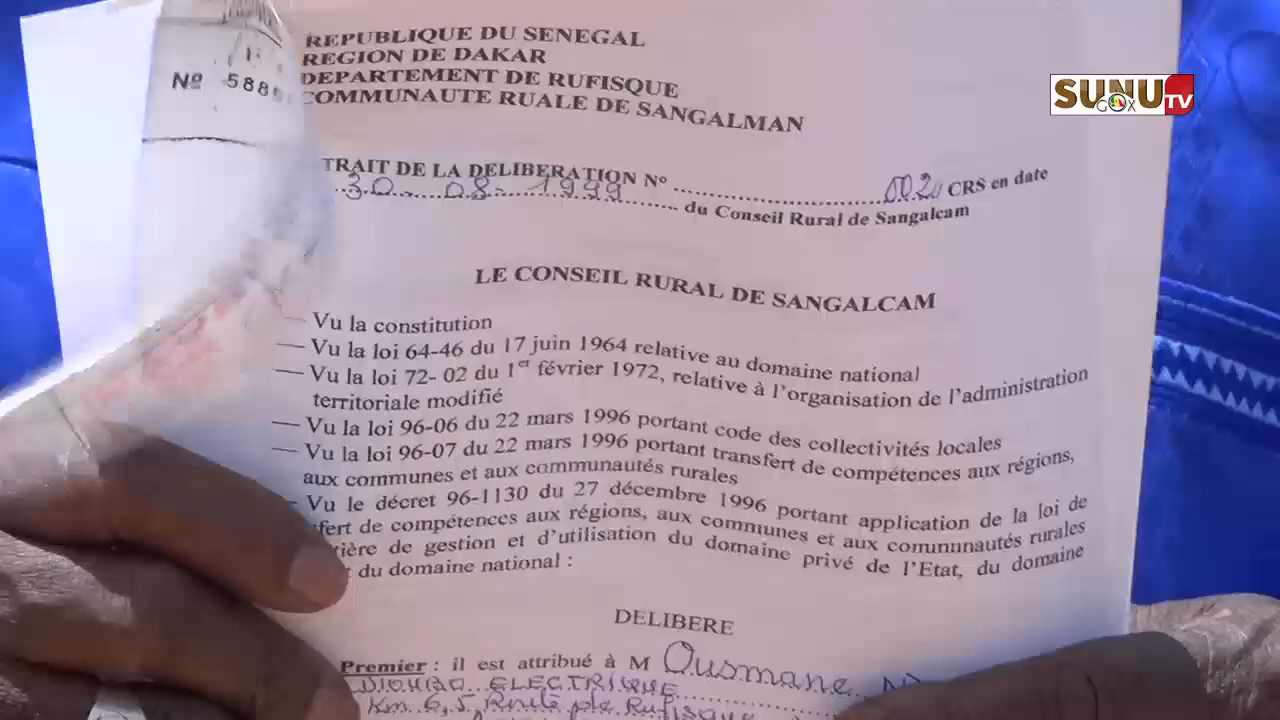 Nº 588
SUNU GOX TV
REPUBLIQUE DU SENEGAL
REGION DE DAKAR
DEPARTEMENT DE RUFISQUE
COMMUNAUTE RUALE DE SANGALMAN
TRAIT DE LA DELIBERATION Nº ........................ 002 CRS en date
30 - 08 - 1999 ........ du Conseil Rural de Sangalcam
LE CONSEIL RURAL DE SANGALCAM
— Vu la constitution
— Vu la loi 64-46 du 17 juin 1964 relative au domaine national
— Vu la loi 72- 02 du 1er février 1972, relative à l'organisation de l'administration
territoriale modifié
— Vu la loi 96-06 du 22 mars 1996 portant code des collectivités locales
— Vu la loi 96-07 du 22 mars 1996 portant transfert de compétences aux régions,
aux communes et aux communautés rurales
— Vu le décret 96-1130 du 27 décembre 1996 portant application de la loi de
fert de compétences aux régions, aux communes et aux communnautés rurales
tière de gestion et d'utilisation du domaine privé de l'Etat, du domaine
t du domaine national :
DELIBERE
Premier : il est attribué à M Ousmane
ELECTRIQUE
Km 6,5 Route de Rufisque